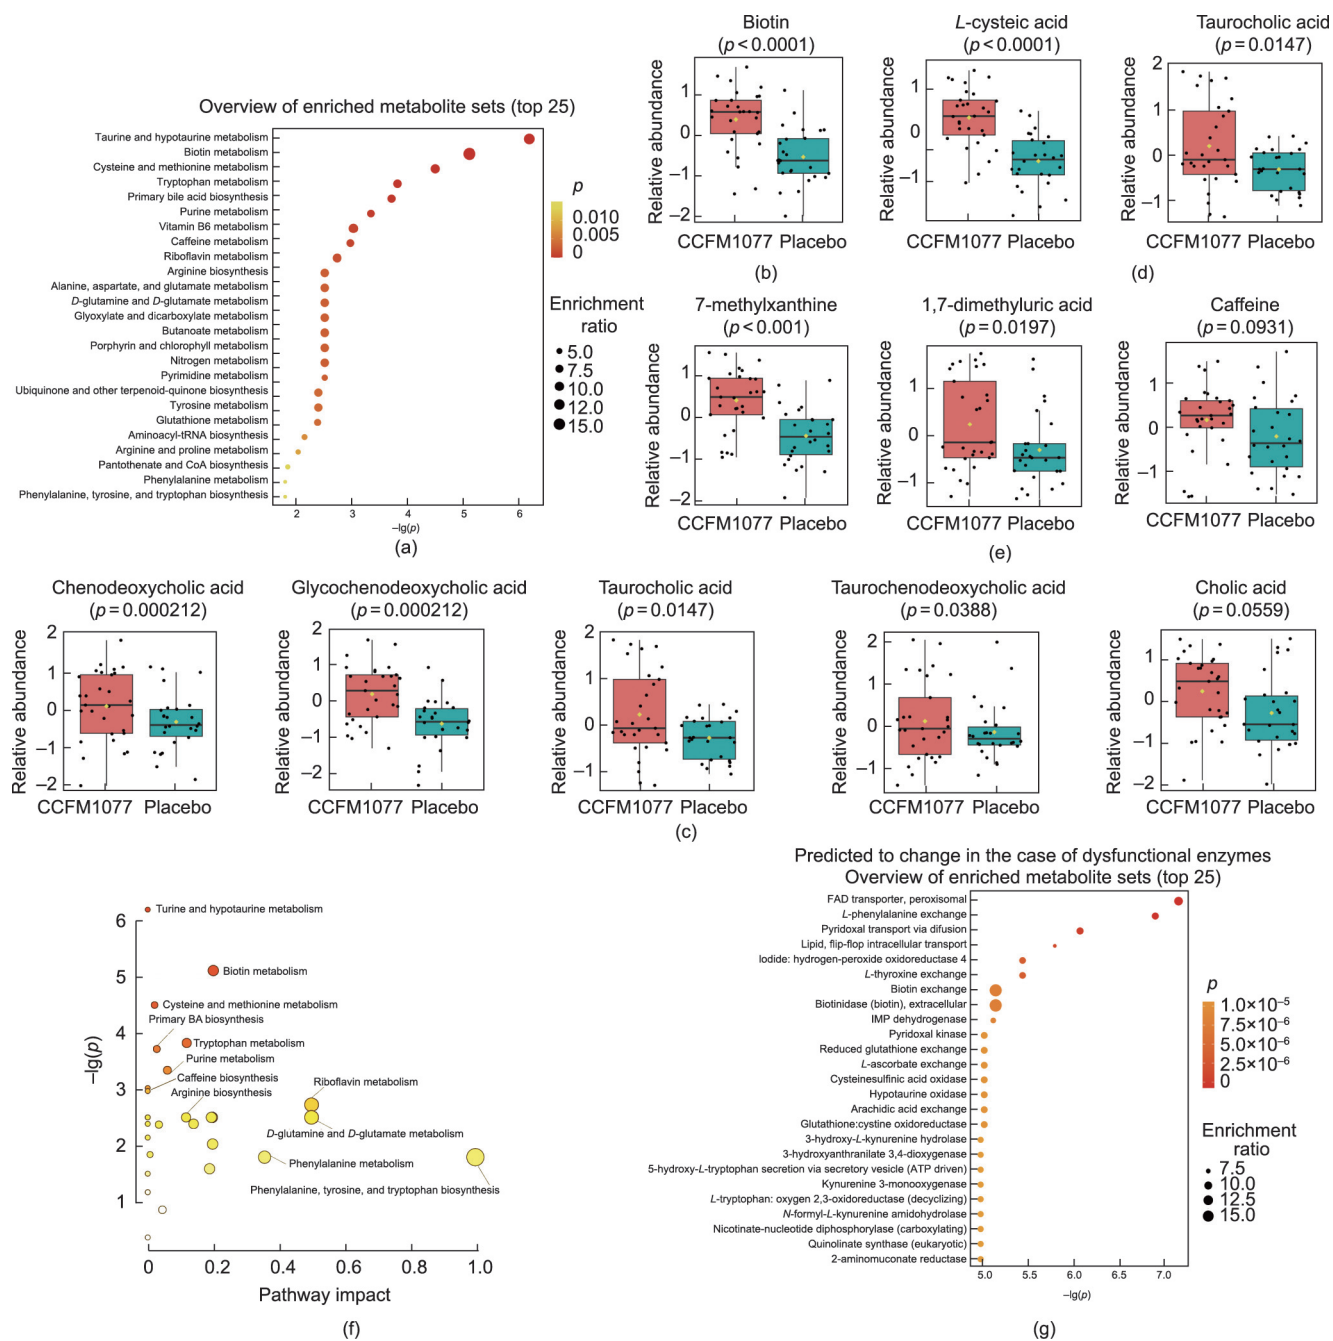 Overview of enriched metabolite sets (top 25)
Taurine and hypotaurine metabolism
Biotin metabolism
Cysteine and methionine metabolism
Tryptophan metabolism
Primary bile acid biosynthesis
Purine metabolism
Vitamin B6 metabolism
Caffeine metabolism
Riboflavin metabolism
Arginine biosynthesis
Alanine, aspartate, and glutamate metabolism
D-glutamine and D-glutamate metabolism
Glyoxylate and dicarboxylate metabolism
Butanoate metabolism
Porphyrin and chlorophyll metabolism
Nitrogen metabolism
Pyrimidine metabolism
Ubiquinone and other terpenoid-quinone biosynthesis
Tyrosine metabolism
Glutathione metabolism
Aminoacyl-tRNA biosynthesis
Arginine and proline metabolism
Pantothenate and CoA biosynthesis
Phenylalanine metabolism
Phenylalanine, tyrosine, and tryptophan biosynthesis
2 3 4 5 6
–lg(p)
(a)
p
0.010
0.005
0
Enrichment
ratio
5.0
7.5
10.0
12.0
15.0
Biotin
(p < 0.0001)
Relative abundance
1
0
–1
–2
CCFM1077 Placebo
(b)
L-cysteic acid
(p < 0.0001)
Relative abundance
1
0
–1
CCFM1077 Placebo
Taurocholic acid
(p = 0.0147)
Relative abundance
2
1
0
–1
CCFM1077 Placebo
(d)
7-methylxanthine
(p < 0.001)
Relative abundance
1
0
–1
–2
CCFM1077 Placebo
1,7-dimethyluric acid
(p = 0.0197)
Relative abundance
1
0
–1
CCFM1077 Placebo
Caffeine
(p = 0.0931)
Relative abundance
1
0
–1
CCFM1077 Placebo
(e)
Chenodeoxycholic acid
(p = 0.000212)
Relative abundance
2
1
0
–1
–2
CCFM1077 Placebo
Glycochenodeoxycholic acid
(p = 0.000212)
Relative abundance
2
1
0
–1
–2
CCFM1077 Placebo
Taurocholic acid
(p = 0.0147)
Relative abundance
2
1
0
–1
CCFM1077 Placebo
Taurochenodeoxycholic acid
(p = 0.0388)
Relative abundance
2
1
0
–1
CCFM1077 Placebo
Cholic acid
(p = 0.0559)
Relative abundance
1
0
–1
–2
CCFM1077 Placebo
(c)
–lg(p)
6
5
4
3
2
1
Turine and hypotaurine metabolism
Biotin metabolism
Cysteine and methionine metabolism
Primary BA biosynthesis
Tryptophan metabolism
Purine metabolism
Caffeine biosynthesis
Arginine biosynthesis
Riboflavin metabolism
D-glutamine and D-glutamate metabolism
Phenylalanine metabolism
Phenylalanine, tyrosine, and tryptophan biosynthesis
0 0.2 0.4 0.6 0.8 1.0
Pathway impact
(f)
Predicted to change in the case of dysfunctional enzymes
Overview of enriched metabolite sets (top 25)
FAD transporter, peroxisomal
L-phenylalanine exchange
Pyridoxal transport via difusion
Lipid, flip-flop intracellular transport
Iodide: hydrogen-peroxide oxidoreductase 4
L-thyroxine exchange
Biotin exchange
Biotinidase (biotin), extracellular
IMP dehydrogenase
Pyridoxal kinase
Reduced glutathione exchange
L-ascorbate exchange
Cysteinesulfinic acid oxidase
Hypotaurine oxidase
Arachidic acid exchange
Glutathione:cystine oxidoreductase
3-hydroxy-L-kynurenine hydrolase
3-hydroxyanthranilate 3,4-dioxygenase
5-hydroxy-L-tryptophan secretion via secretory vesicle (ATP driven)
Kynurenine 3-monooxygenase
L-tryptophan: oxygen 2,3-oxidoreductase (decyclizing)
N-formyl-L-kynurenine amidohydrolase
Nicotinate-nucleotide diphosphorylase (carboxylating)
Quinolinate synthase (eukaryotic)
2-aminomuconate reductase
5.0 5.5 6.0 6.5 7.0
–lg(p)
(g)
p
1.0×10⁻⁵
7.5×10⁻⁶
5.0×10⁻⁶
2.5×10⁻⁶
0
Enrichment
ratio
7.5
10.0
12.5
15.0